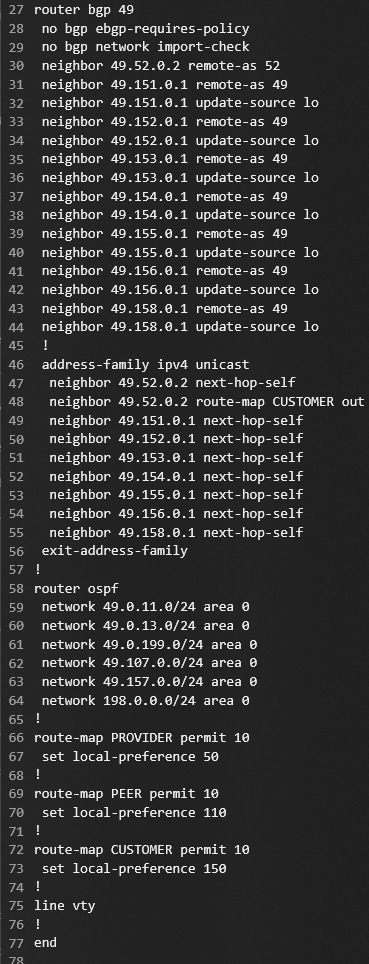 27 router bgp 49
28  no bgp ebgp-requires-policy
29  no bgp network import-check
30  neighbor 49.52.0.2 remote-as 52
31  neighbor 49.151.0.1 remote-as 49
32  neighbor 49.151.0.1 update-source lo
33  neighbor 49.152.0.1 remote-as 49
34  neighbor 49.152.0.1 update-source lo
35  neighbor 49.153.0.1 remote-as 49
36  neighbor 49.153.0.1 update-source lo
37  neighbor 49.154.0.1 remote-as 49
38  neighbor 49.154.0.1 update-source lo
39  neighbor 49.155.0.1 remote-as 49
40  neighbor 49.155.0.1 update-source lo
41  neighbor 49.156.0.1 remote-as 49
42  neighbor 49.156.0.1 update-source lo
43  neighbor 49.158.0.1 remote-as 49
44  neighbor 49.158.0.1 update-source lo
45  !
46  address-family ipv4 unicast
47   neighbor 49.52.0.2 next-hop-self
48   neighbor 49.52.0.2 route-map CUSTOMER out
49   neighbor 49.151.0.1 next-hop-self
50   neighbor 49.152.0.1 next-hop-self
51   neighbor 49.153.0.1 next-hop-self
52   neighbor 49.154.0.1 next-hop-self
53   neighbor 49.155.0.1 next-hop-self
54   neighbor 49.156.0.1 next-hop-self
55   neighbor 49.158.0.1 next-hop-self
56  exit-address-family
57 !
58 router ospf
59  network 49.0.11.0/24 area 0
60  network 49.0.13.0/24 area 0
61  network 49.0.199.0/24 area 0
62  network 49.107.0.0/24 area 0
63  network 49.157.0.0/24 area 0
64  network 198.0.0.0/24 area 0
65 !
66 route-map PROVIDER permit 10
67  set local-preference 50
68 !
69 route-map PEER permit 10
70  set local-preference 110
71 !
72 route-map CUSTOMER permit 10
73  set local-preference 150
74 !
75 line vty
76 !
77 end
78